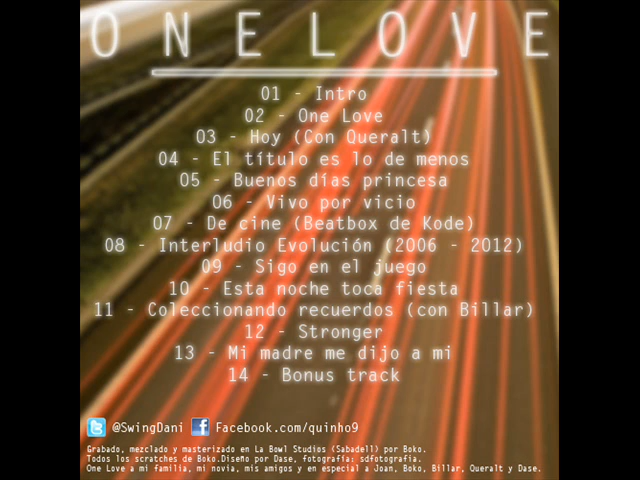 ONE LOVE
01 - Intro
02 - One Love
03 - Hoy (Con Queralt)
04 - El título es lo de menos
05 - Buenos días princesa
06 - Vivo por vicio
07 - De cine (Beatbox de Kode)
08 - Interludio Evolución (2006 - 2012)
09 - Sigo en el juego
10 - Esta noche toca fiesta
11 - Coleccionando recuerdos (con Billar)
12 - Stronger
13 - Mi madre me dijo a mi
14 - Bonus track
@SwingDani Facebook.com/quinho9
Grabado, mezclado y masterizado en La Bowl Studios (Sabadell) por Boko.
Todos los scratches de Boko.Diseño por Dase, fotografía: sdfotografia.
One Love a mi familia, mi novia, mis amigos y en especial a Joan, Boko, Billar, Queralt y Dase.